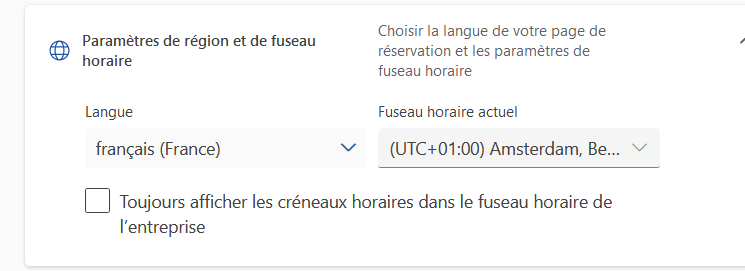 Paramètres de région et de fuseau
horaire
Choisir la langue de votre page de
réservation et les paramètres de
fuseau horaire
Langue
Fuseau horaire actuel
français (France)
(UTC+01:00) Amsterdam, Be...
Toujours afficher les créneaux horaires dans le fuseau horaire de
l’entreprise